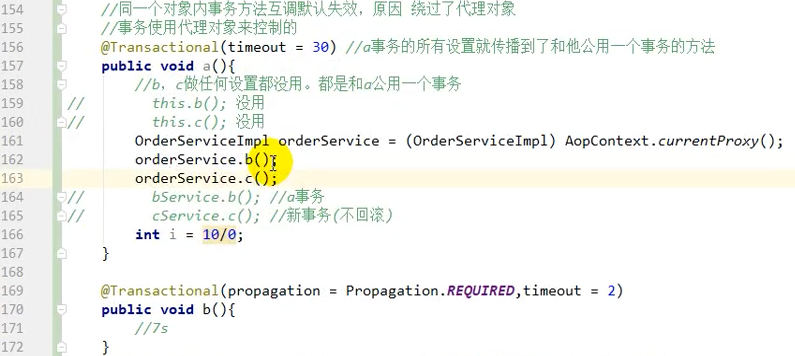 154 //同一个对象内事务方法互调默认失效，原因 绕过了代理对象
155 //事务使用代理对象来控制的
156 @Transactional(timeout = 30) //a事务的所有设置就传播到了和他公用一个事务的方法
157 public void a(){
158 //b，c做任何设置都没用。都是和a公用一个事务
159 // this.b(); 没用
160 // this.c(); 没用
161 OrderServiceImpl orderService = (OrderServiceImpl) AopContext.currentProxy();
162 orderService.b();
163 orderService.c();
164 // bService.b(); //a事务
165 // cService.c(); //新事务(不回滚)
166 int i = 10/0;
167 }
168
169 @Transactional(propagation = Propagation.REQUIRED,timeout = 2)
170 public void b(){
171 //7s
172 }